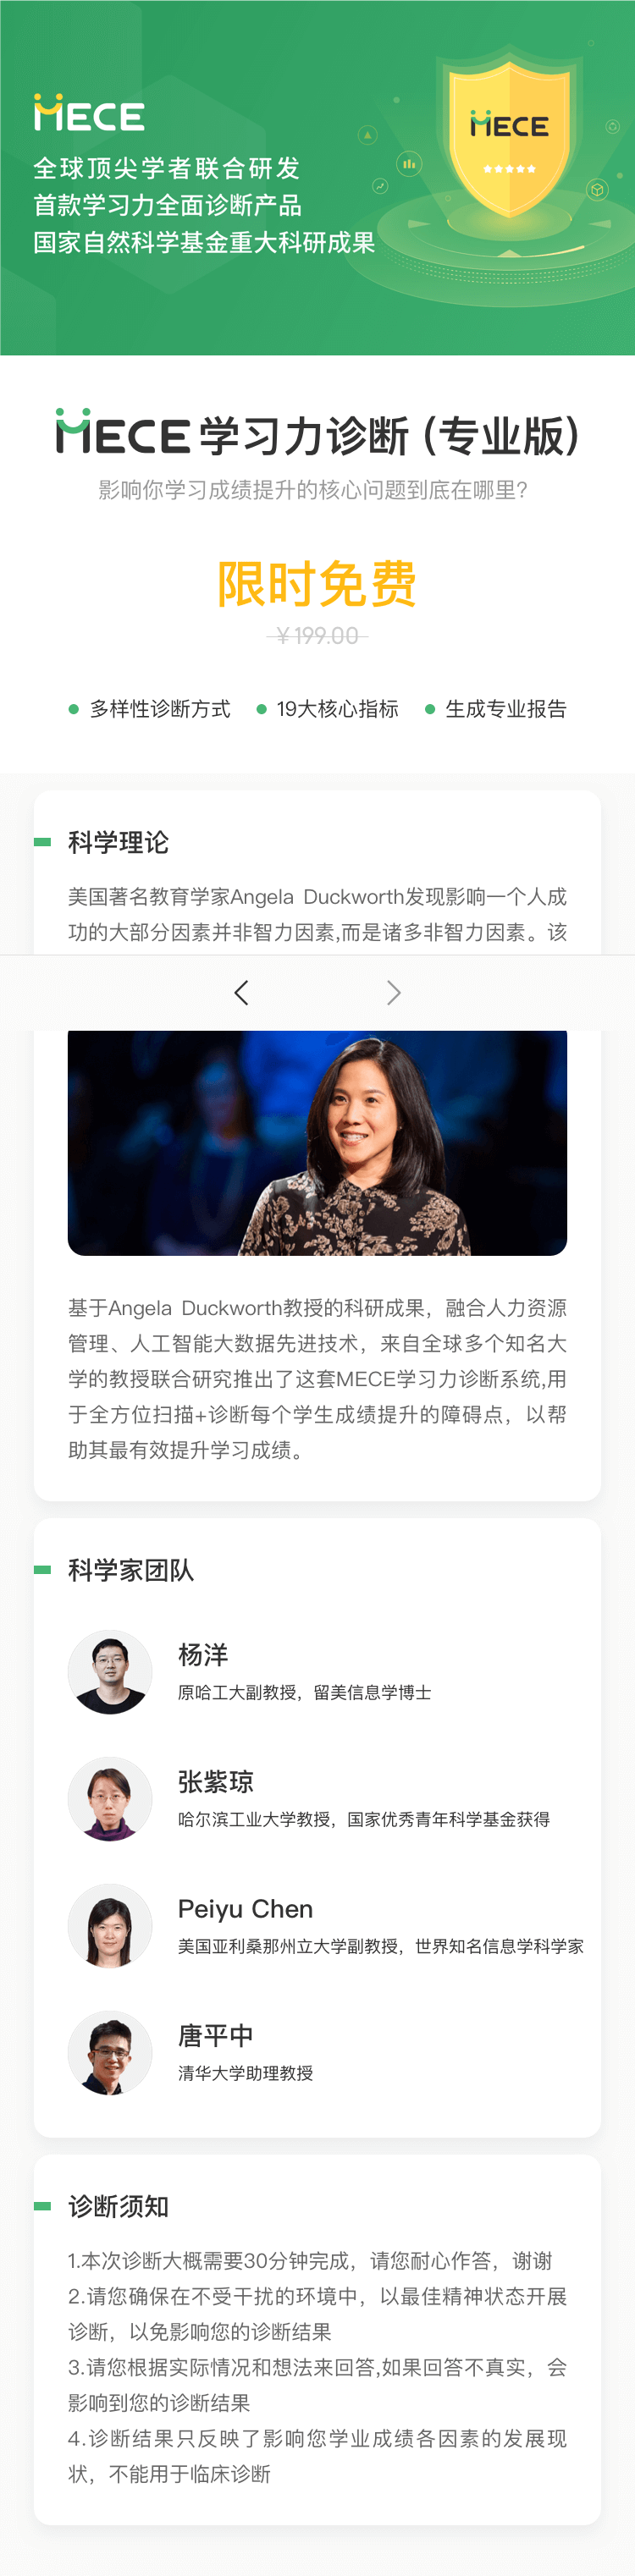 MECE
全球顶尖学者联合研发
首款学习力全面诊断产品
国家自然科学基金重大科研成果
MECE
MECE学习力诊断(专业版)
影响你学习成绩提升的核心问题到底在哪里?
限时免费
￥199.00
多样性诊断方式
19大核心指标
生成专业报告
科学理论
美国著名教育学家Angela Duckworth发现影响一个人成
功的大部分因素并非智力因素,而是诸多非智力因素。该
基于Angela Duckworth教授的科研成果，融合人力资源
管理、人工智能大数据先进技术，来自全球多个知名大
学的教授联合研究推出了这套MECE学习力诊断系统,用
于全方位扫描+诊断每个学生成绩提升的障碍点，以帮
助其最有效提升学习成绩。
科学家团队
杨洋
原哈工大副教授，留美信息学博士
张紫琼
哈尔滨工业大学教授，国家优秀青年科学基金获得
Peiyu Chen
美国亚利桑那州立大学副教授，世界知名信息学科学家
唐平中
清华大学助理教授
诊断须知
1.本次诊断大概需要30分钟完成，请您耐心作答，谢谢
2.请您确保在不受干扰的环境中，以最佳精神状态开展
诊断，以免影响您的诊断结果
3.请您根据实际情况和想法来回答,如果回答不真实，会
影响到您的诊断结果
4.诊断结果只反映了影响您学业成绩各因素的发展现
状，不能用于临床诊断